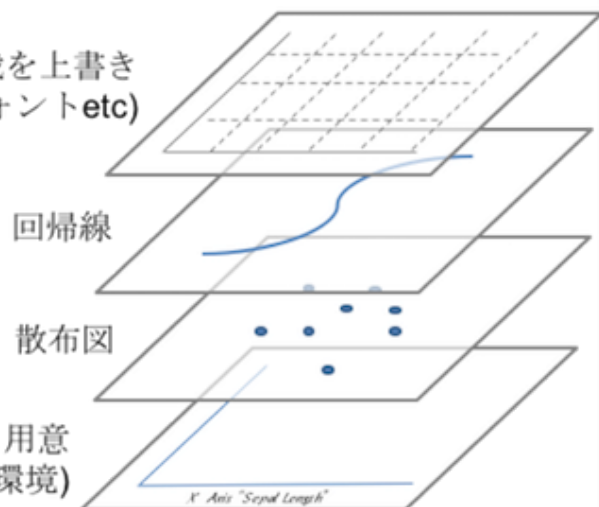 を上書き
ォントetc)
回帰線
散布図
用意
環境)
X Axis "Sepal Length"